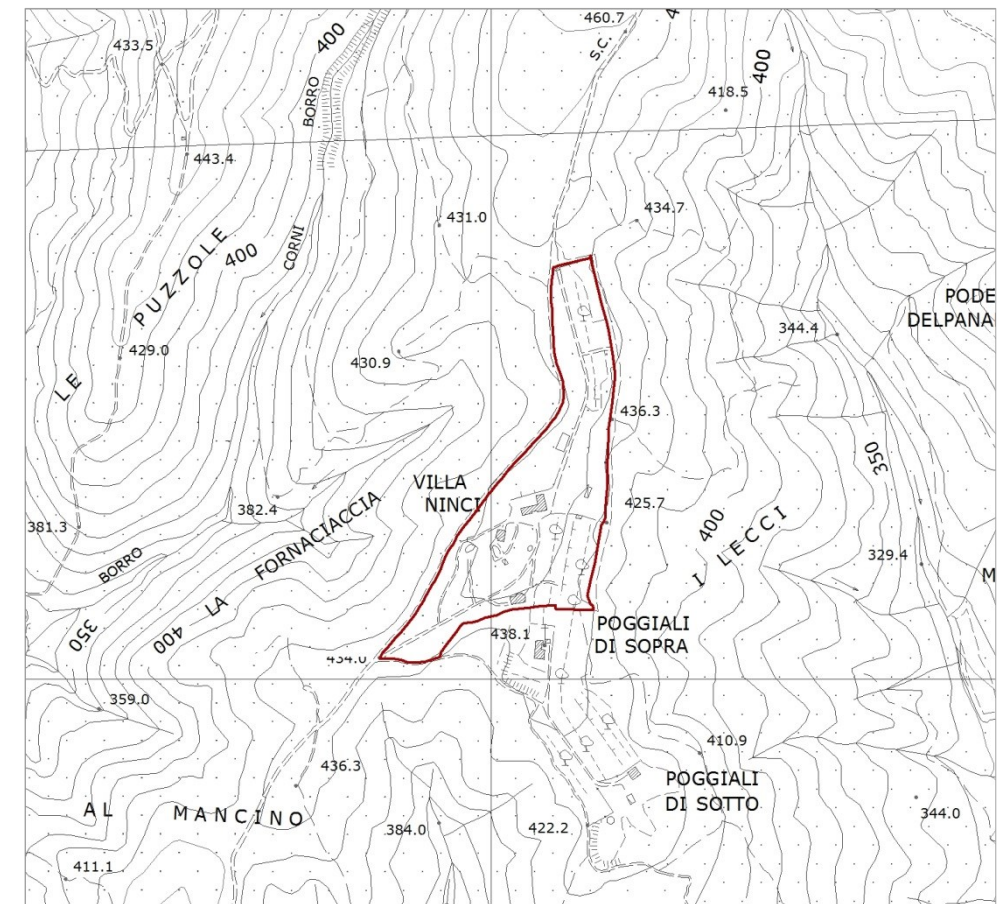 460.7
4
S.C.
433.5
400
400
BORRO
418.5
443.4
434.7
431.0
CORNI
400
LE PUZZOLE
PODE
DELPANA
344.4
429.0
430.9
436.3
350
VILLA
NINCI
425.7
382.4
381.3
400
I LECCI
LA FORNACIACCIA
329.4
BORRO
M
350
400
438.1
POGGIALI
DI SOPRA
434.0
359.0
410.9
436.3
POGGIALI
DI SOTTO
AL MANCINO
384.0
422.2
344.0
411.1